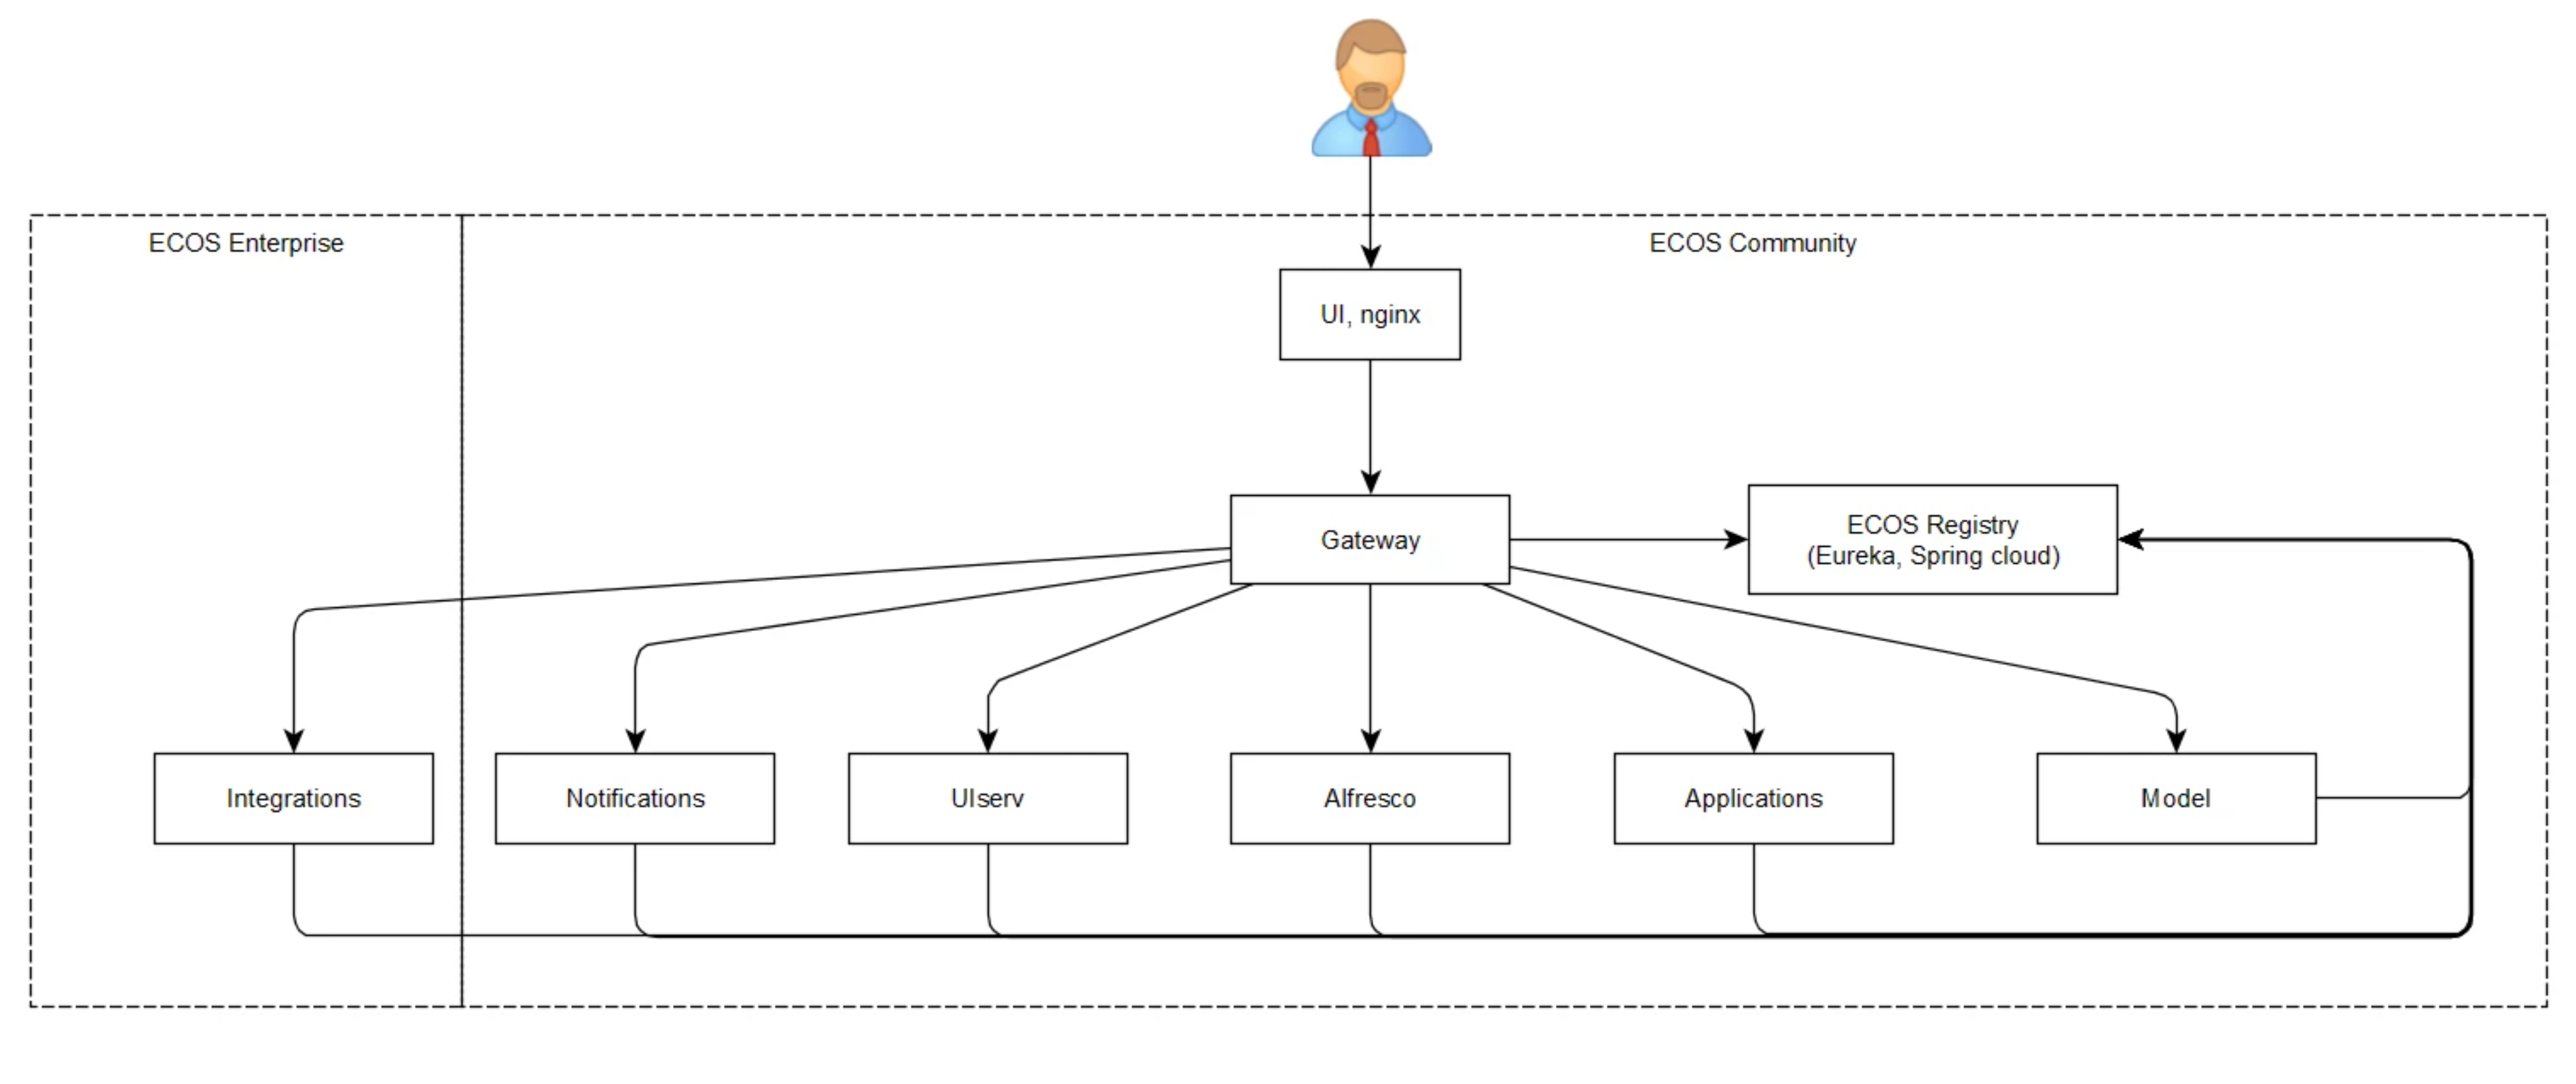 ECOS Enterprise
ECOS Community
UI, nginx
Gateway
ECOS Registry
(Eureka, Spring cloud)
Integrations
Notifications
UIserv
Alfresco
Applications
Model